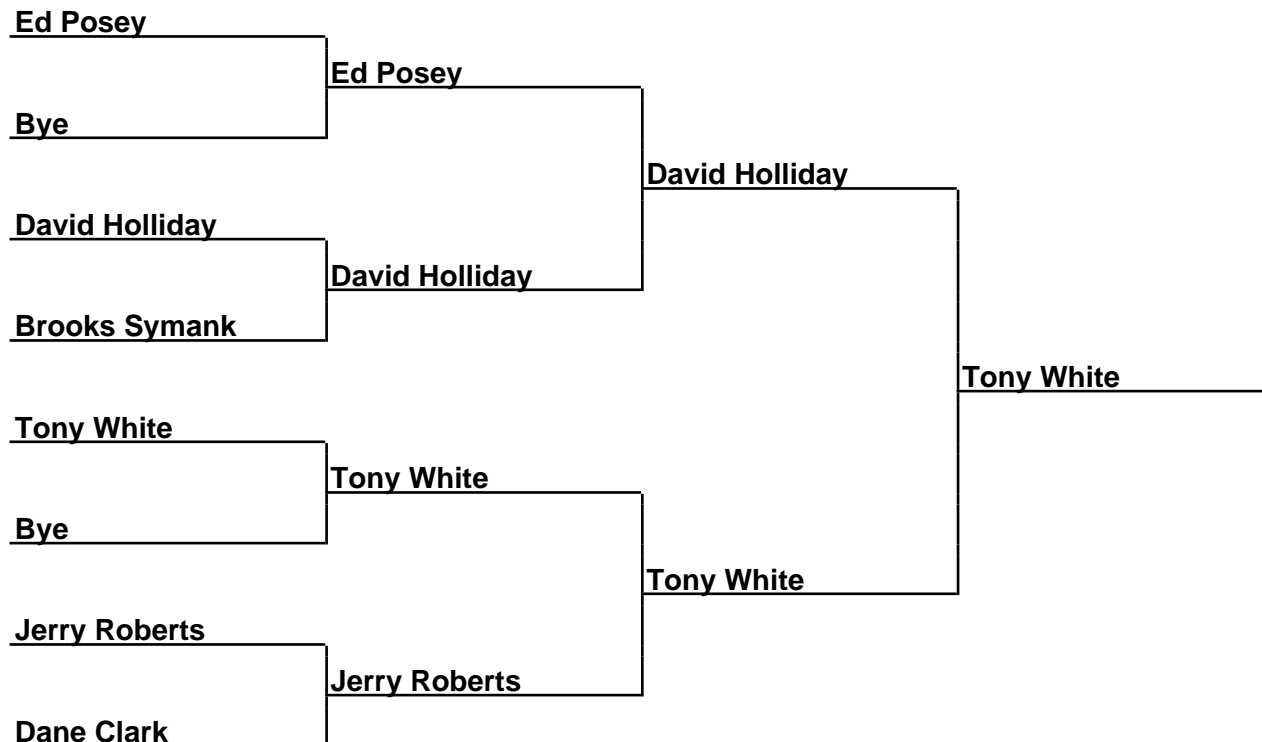 Ed Posey
Ed Posey
Bye
David Holliday
David Holliday
David Holliday
Brooks Symank
Tony White
Tony White
Tony White
Bye
Tony White
Jerry Roberts
Jerry Roberts
Dane Clark